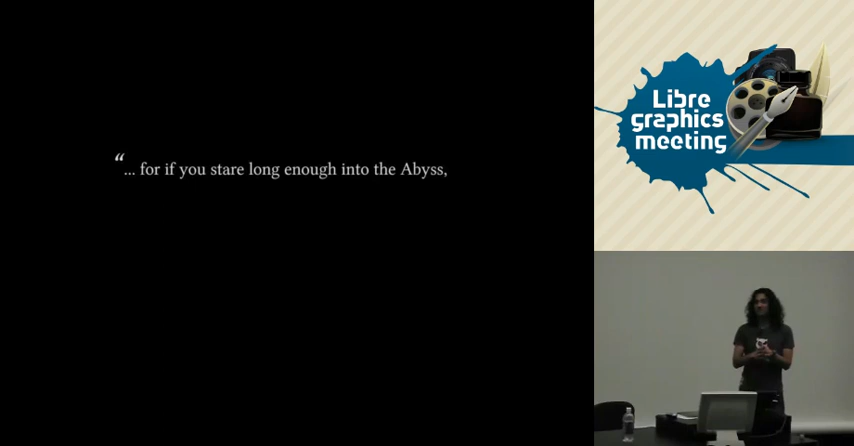 “... for if you stare long enough into the Abyss,
Libre
graphics
meeting